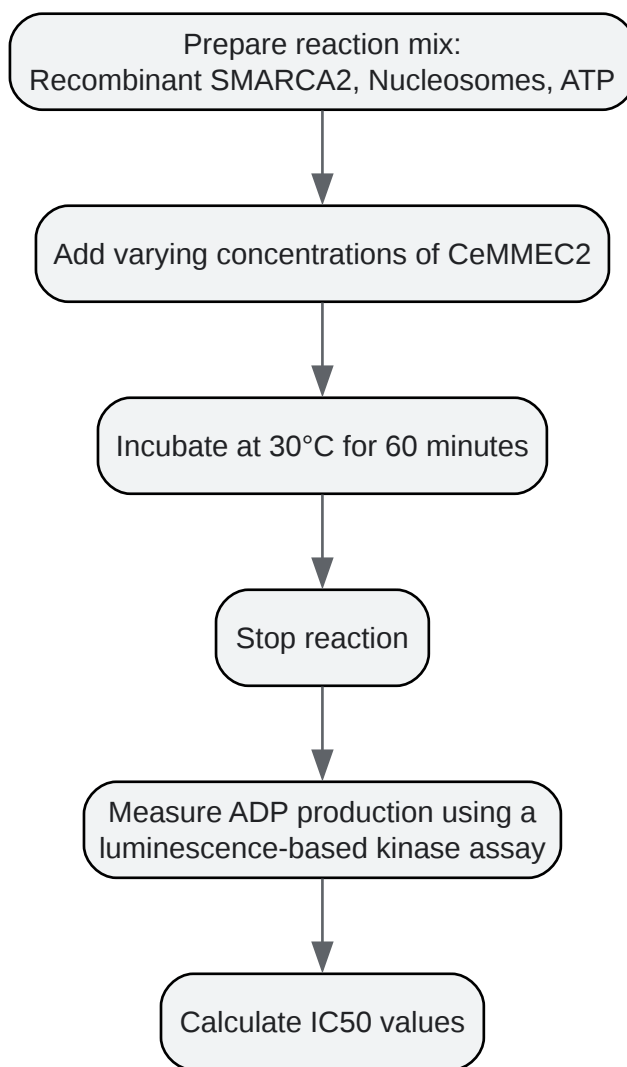 Prepare reaction mix:
Recombinant SMARCA2, Nucleosomes, ATP
Add varying concentrations of CeMMEC2
Incubate at 30°C for 60 minutes
Stop reaction
Measure ADP production using a
luminescence-based kinase assay
Calculate IC50 values